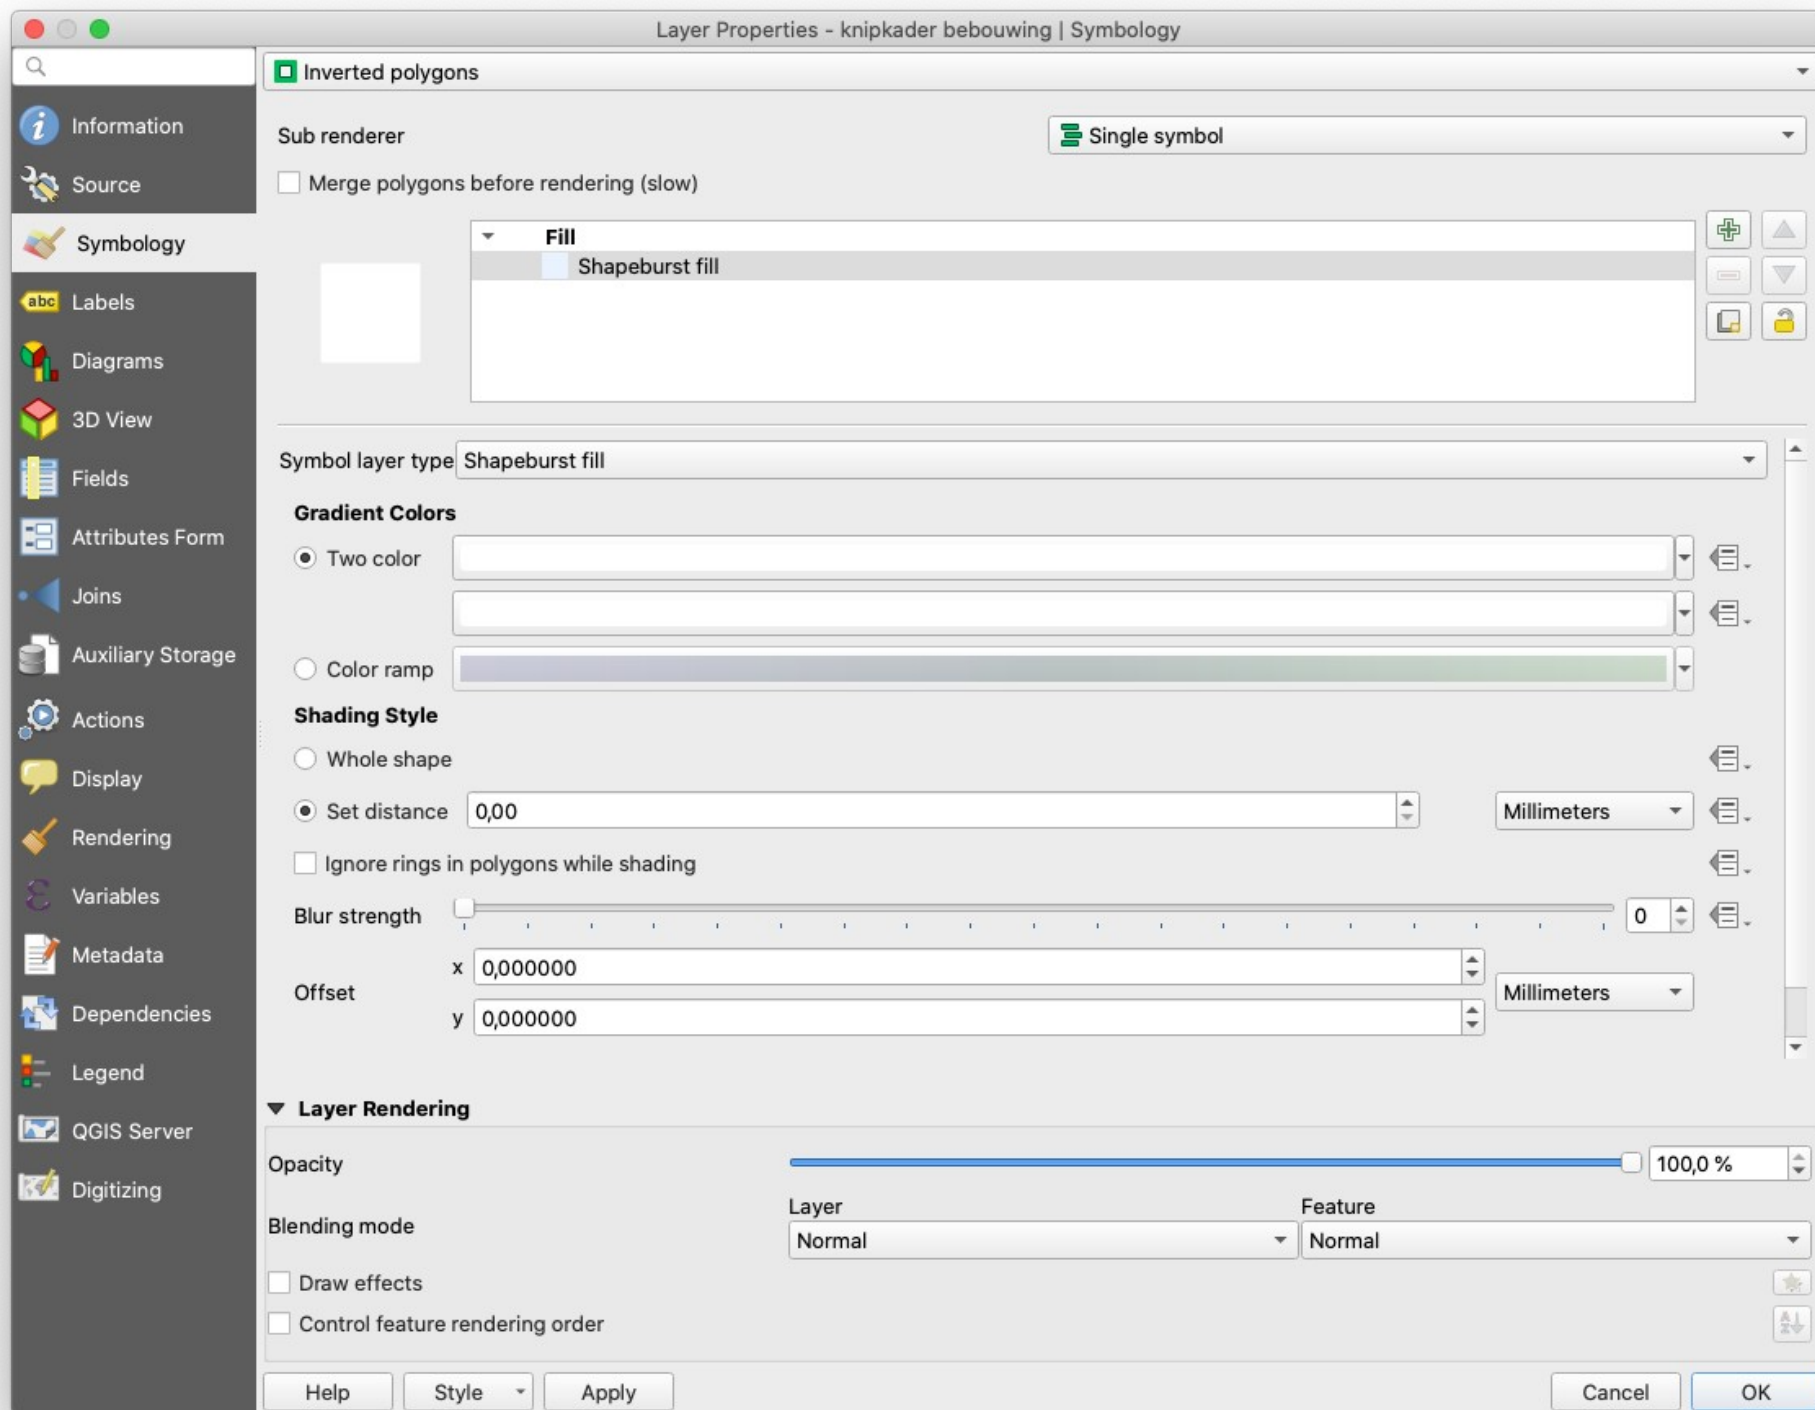 Layer Properties - knipkader bebouwing | Symbology
Inverted polygons
Information
Source
Symbology
abc Labels
Diagrams
3D View
Fields
Attributes Form
Joins
Auxiliary Storage
Actions
Display
Rendering
Variables
Metadata
Dependencies
Legend
QGIS Server
Digitizing
Sub renderer Single symbol
Merge polygons before rendering (slow)
Fill
Shapeburst fill
Symbol layer type Shapeburst fill
Gradient Colors
Two color
Color ramp
Shading Style
Whole shape
Set distance 0,00 Millimeters
Ignore rings in polygons while shading
Blur strength 0
Offset
x 0,000000
y 0,000000
Millimeters
Layer Rendering
Opacity 100,0 %
Layer Feature
Blending mode
Normal Normal
Draw effects
Control feature rendering order
Help Style Apply Cancel OK